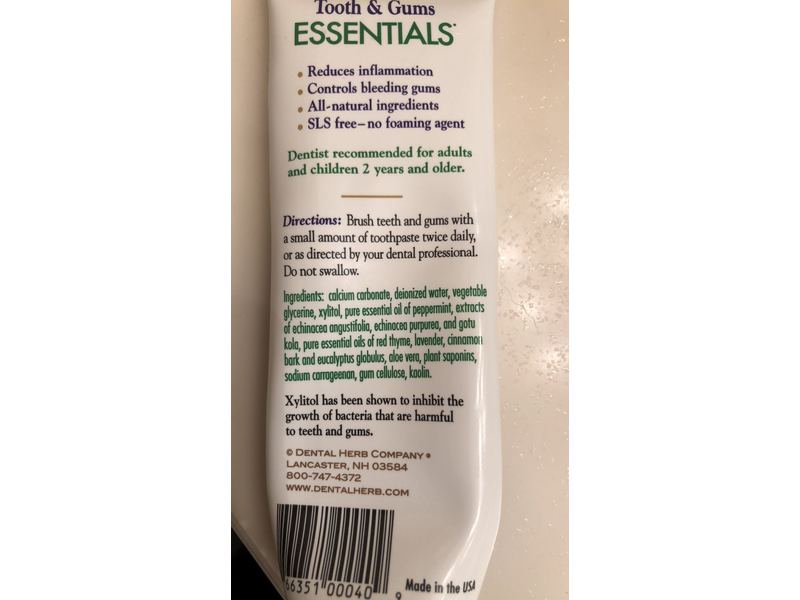 Tooth & Gums
ESSENTIALS™
• Reduces inflammation
• Controls bleeding gums
• All-natural ingredients
• SLS free–no foaming agent
Dentist recommended for adults
and children 2 years and older.
Directions: Brush teeth and gums with
a small amount of toothpaste twice daily,
or as directed by your dental professional.
Do not swallow.
Ingredients: calcium carbonate, deionized water, vegetable
glycerine, xylitol, pure essential oil of peppermint, extracts
of echinacea angustifolia, echinacea purpurea, and gotu
kola, pure essential oils of red thyme, lavender, cinnamon
bark and eucalyptus globulus, aloe vera, plant saponins,
sodium carrageenan, gum cellulose, kaolin.
Xylitol has been shown to inhibit the
growth of bacteria that are harmful
to teeth and gums.
© DENTAL HERB COMPANY •
LANCASTER, NH 03584
800-747-4372
WWW.DENTALHERB.COM
66351 00040 9
Made in the USA